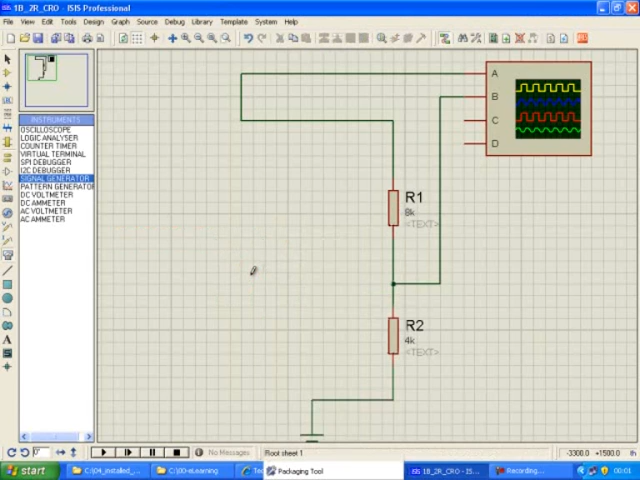 1B_2R_CRO - ISIS Professional
File View Edit Tools Design Graph Source Debug Library Template System Help
INSTRUMENTS
OSCILLOSCOPE
LOGIC ANALYSER
COUNTER TIMER
VIRTUAL TERMINAL
SPI DEBUGGER
I2C DEBUGGER
SIGNAL GENERATOR
PATTERN GENERATOR
DC VOLTMETER
DC AMMETER
AC VOLTMETER
AC AMMETER
A
B
C
D
R1
8k
<TEXT>
R2
4k
<TEXT>
0°
No Messages
Root sheet 1
-3300.0
+1500.0
th
start
C:\04_installed_...
C:\00-eLearning
Packaging Tool
1B_2R_CRO - IS...
Recording...
00:01